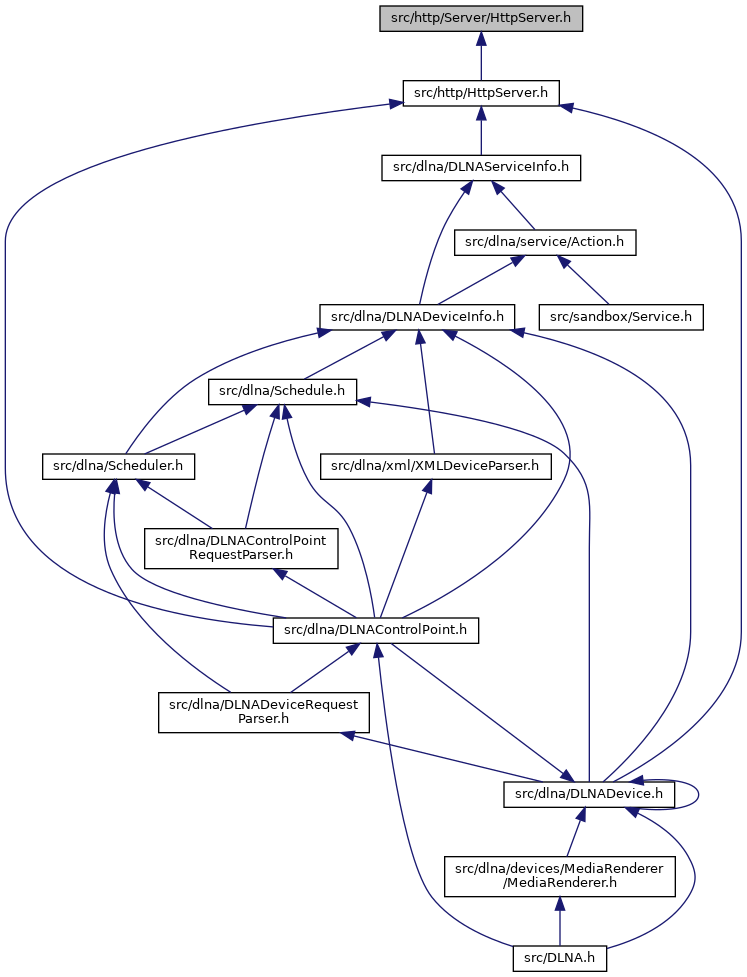 src/http/Server/HttpServer.h
src/http/HttpServer.h
src/dlna/DLNAServiceInfo.h
src/dlna/service/Action.h
src/dlna/DLNADeviceInfo.h
src/sandbox/Service.h
src/dlna/Schedule.h
src/dlna/Scheduler.h
src/dlna/xml/XMLDeviceParser.h
src/dlna/DLNAControlPoint
RequestParser.h
src/dlna/DLNAControlPoint.h
src/dlna/DLNADeviceRequest
Parser.h
src/dlna/DLNADevice.h
src/dlna/devices/MediaRenderer
/MediaRenderer.h
src/DLNA.h